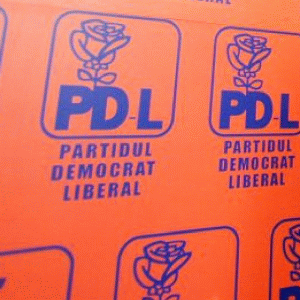 PD-L
PARTIDUL
DEMOCRAT
LIBERAL
PD-L
PARTIDUL
DEMOCRAT
LIBERAL